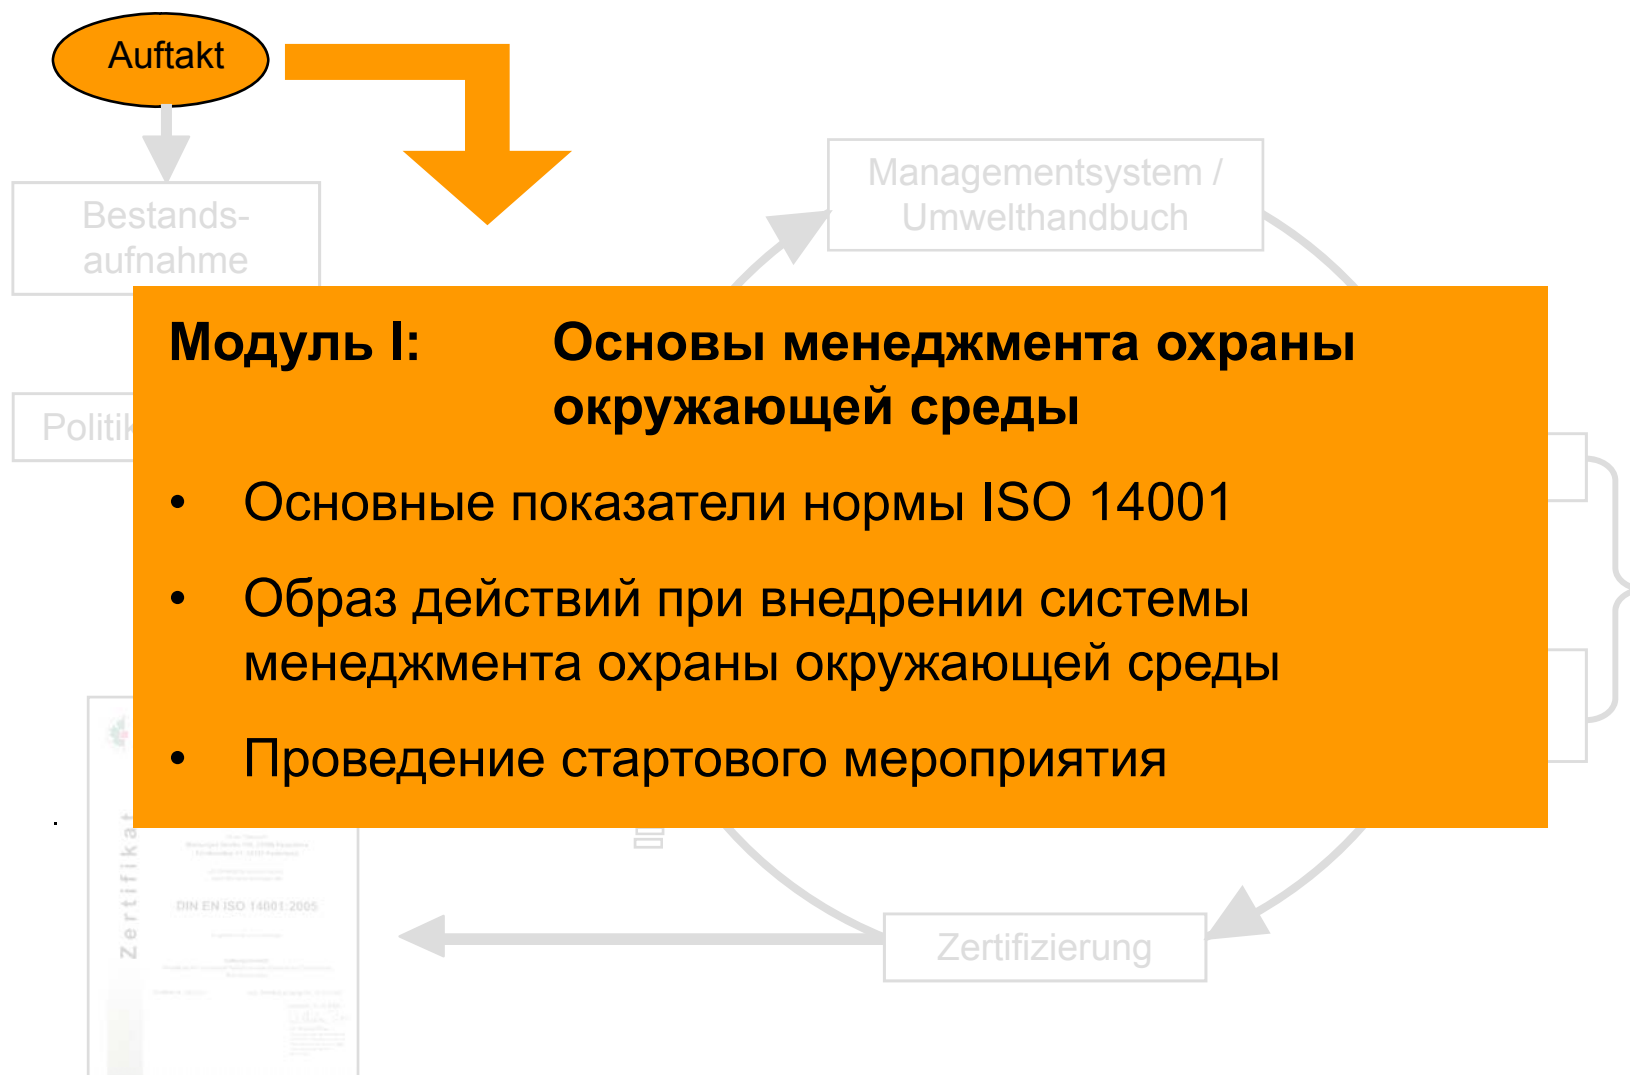 Auftakt
Managementsystem /
Umwelthandbuch
Bestands-
aufnahme
Модуль I: Основы менеджмента охраны
окружающей среды
Politik
• Основные показатели нормы ISO 14001
• Образ действий при внедрении системы
менеджмента охраны окружающей среды
• Проведение стартового мероприятия
Zertifikat
DIN EN ISO 14001:2005
Zertifizierung